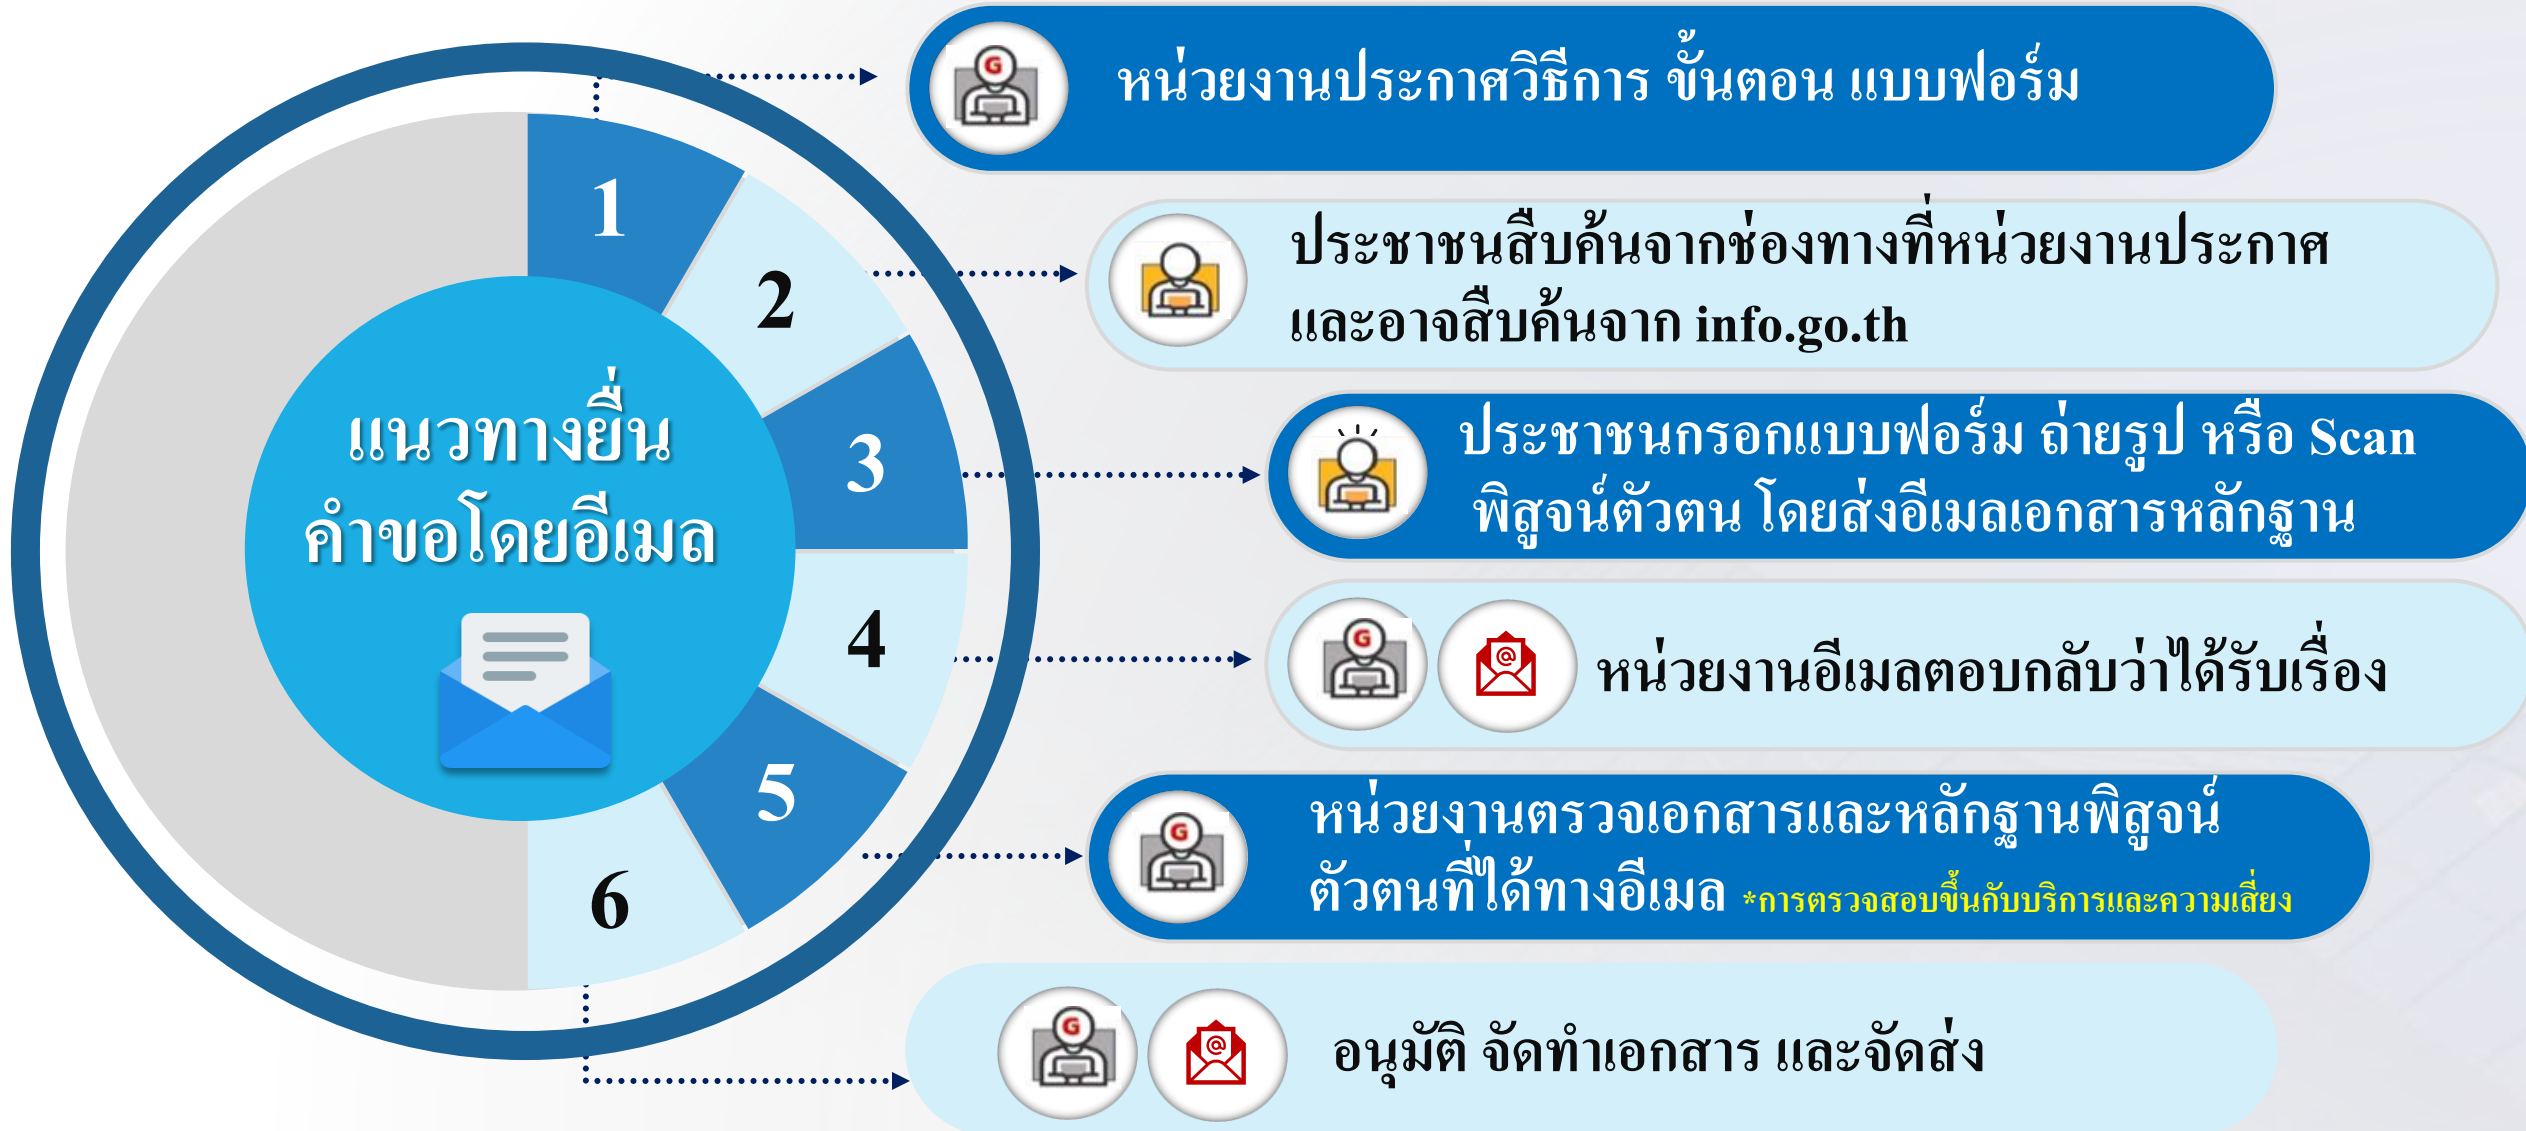 แนวทางยื่น
คำขอโดยอีเมล
1
หน่วยงานประกาศวิธีการ ขั้นตอน แบบฟอร์ม
2
ประชาชนสืบค้นจากช่องทางที่หน่วยงานประกาศ
และอาจสืบค้นจาก info.go.th
3
ประชาชนกรอกแบบฟอร์ม ถ่ายรูป หรือ Scan
พิสูจน์ตัวตน โดยส่งอีเมลเอกสารหลักฐาน
4
หน่วยงานอีเมลตอบกลับว่าได้รับเรื่อง
5
หน่วยงานตรวจเอกสารและหลักฐานพิสูจน์
ตัวตนที่ได้ทางอีเมล *การตรวจสอบขึ้นกับบริการและความเสี่ยง
6
อนุมัติ จัดทำเอกสาร และจัดส่ง